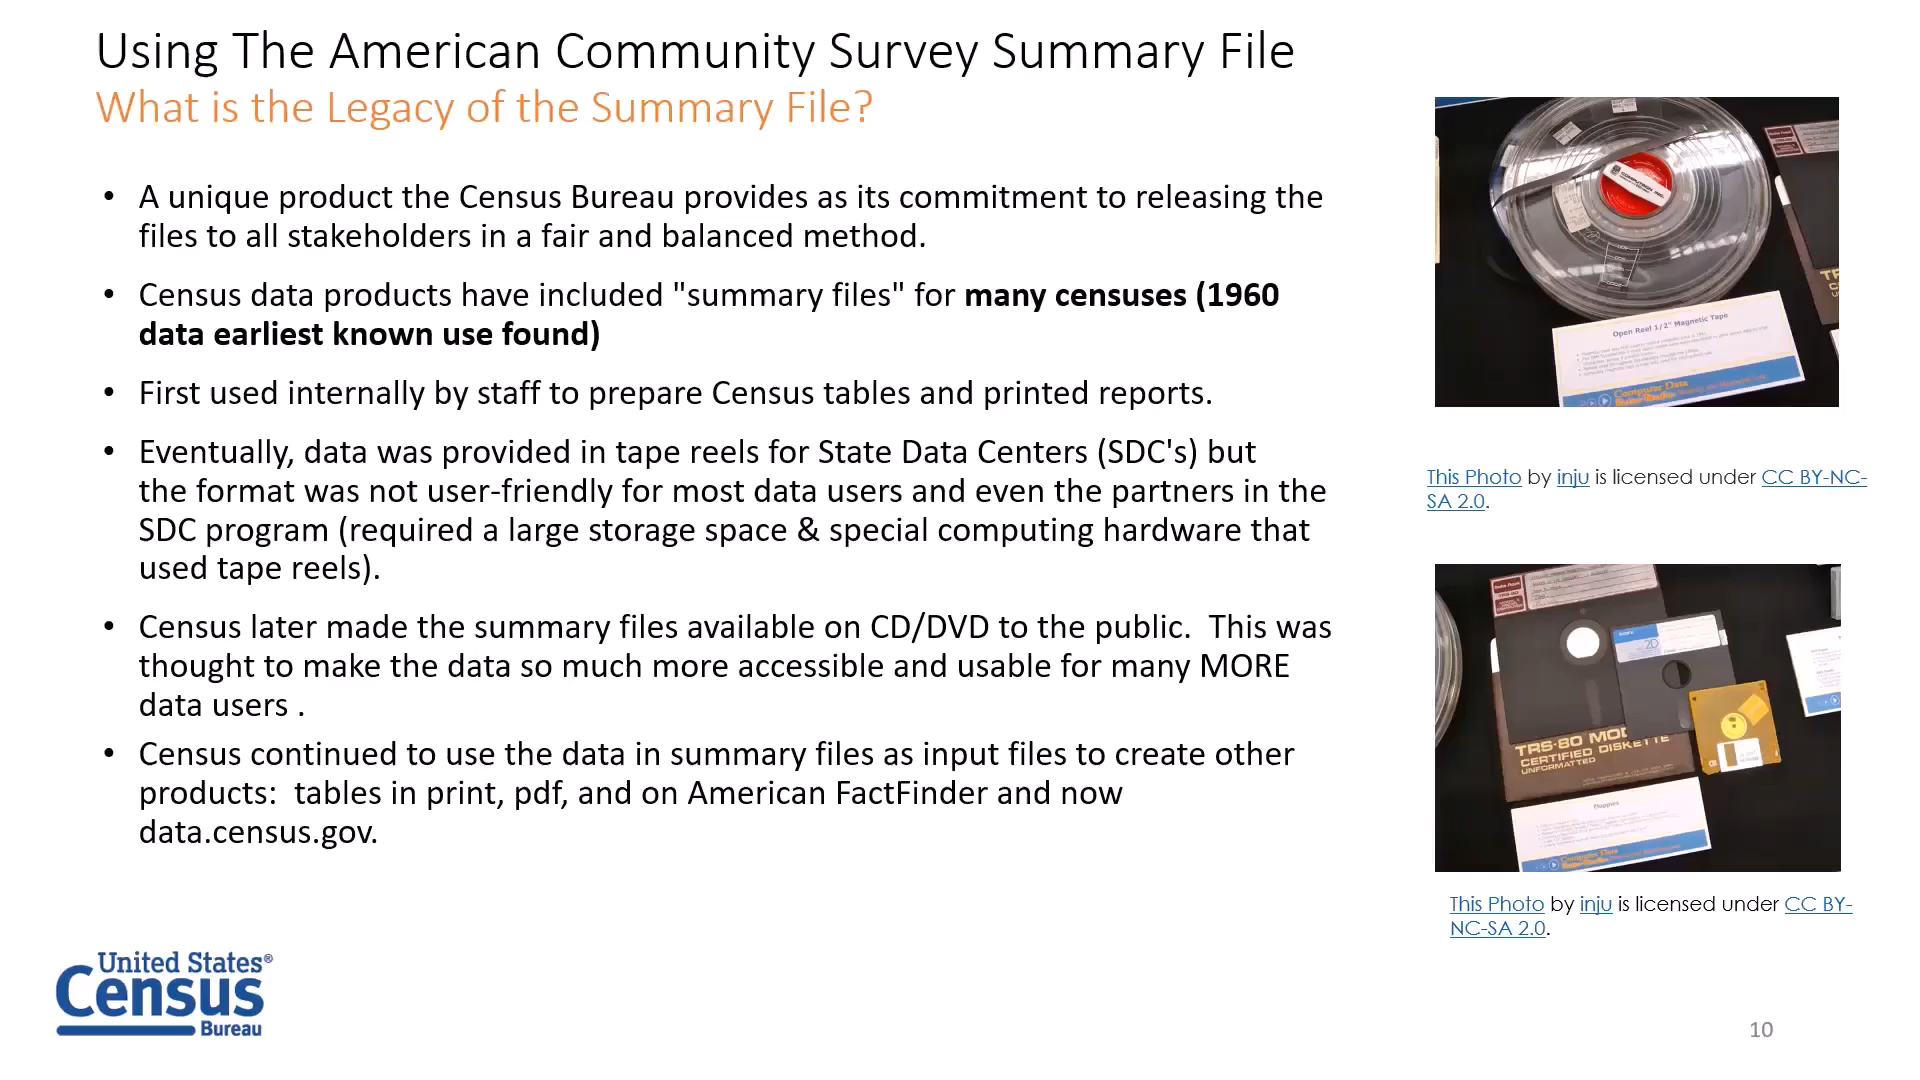 Using The American Community Survey Summary File
What is the Legacy of the Summary File?
• A unique product the Census Bureau provides as its commitment to releasing the
files to all stakeholders in a fair and balanced method.
• Census data products have included "summary files" for many censuses (1960
data earliest known use found)
• First used internally by staff to prepare Census tables and printed reports.
• Eventually, data was provided in tape reels for State Data Centers (SDC's) but
the format was not user-friendly for most data users and even the partners in the
SDC program (required a large storage space & special computing hardware that
used tape reels).
• Census later made the summary files available on CD/DVD to the public.  This was
thought to make the data so much more accessible and usable for many MORE
data users .
• Census continued to use the data in summary files as input files to create other
products:  tables in print, pdf, and on American FactFinder and now
data.census.gov.
Open Reel 1/2" Magnetic Tape
Computer Data
This Photo by inju is licensed under CC BY-NC-
SA 2.0.
2D
TRS-80 MOD
CERTIFIED DISKETTE
UNFORMATTED
Floppies
Computer Data
This Photo by inju is licensed under CC BY-
NC-SA 2.0.
United States®
Census
Bureau
10